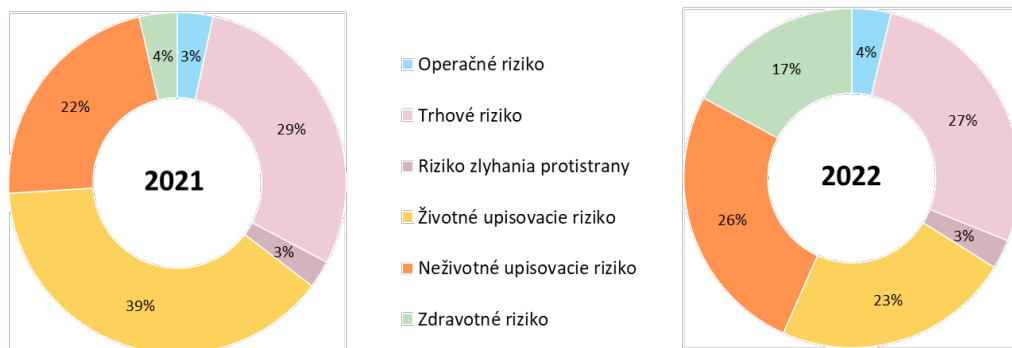 4%
3%
22%
29%
2021
3%
39%
Operačné riziko
Trhové riziko
Riziko zlyhania protistrany
Životné upisovacie riziko
Neživotné upisovacie riziko
Zdravotné riziko
4%
17%
27%
2022
26%
3%
23%